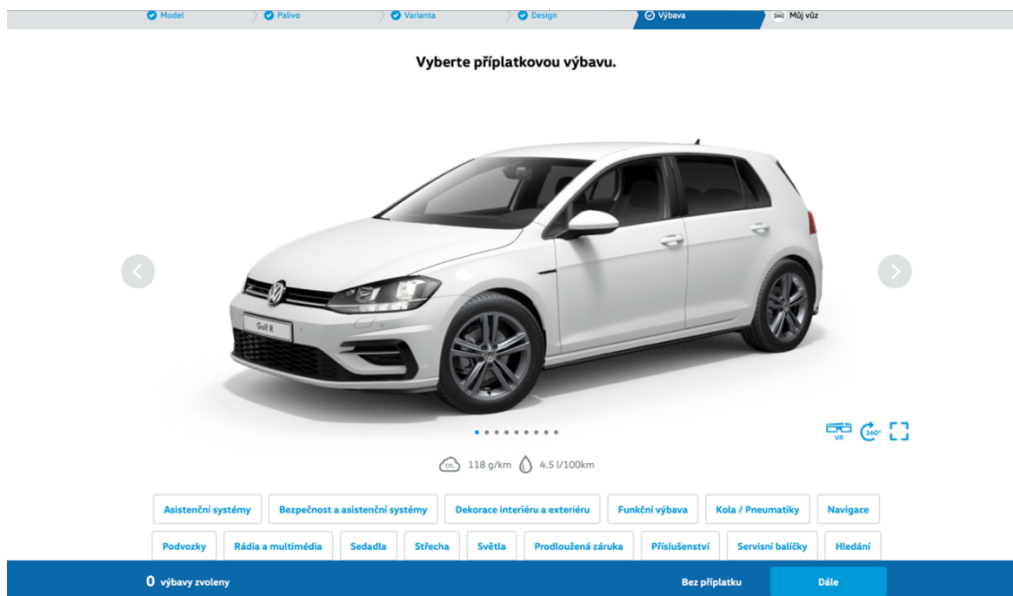 Model Palivo Varianta Design Výbava Můj vůz
Vyberte příplatkovou výbavu.
Golf R
VR 360°
CO₂ 118 g/km 4.5 l/100km
Asistenční systémy Bezpečnost a asistenční systémy Dekorace interiéru a exteriéru Funkční výbava Kola / Pneumatiky Navigace
Podvozky Rádia a multimédia Sedadla Střecha Světla Prodloužená záruka Příslušenství Servisní balíčky Hledání
0 výbavy zvoleny Bez příplatku Dále